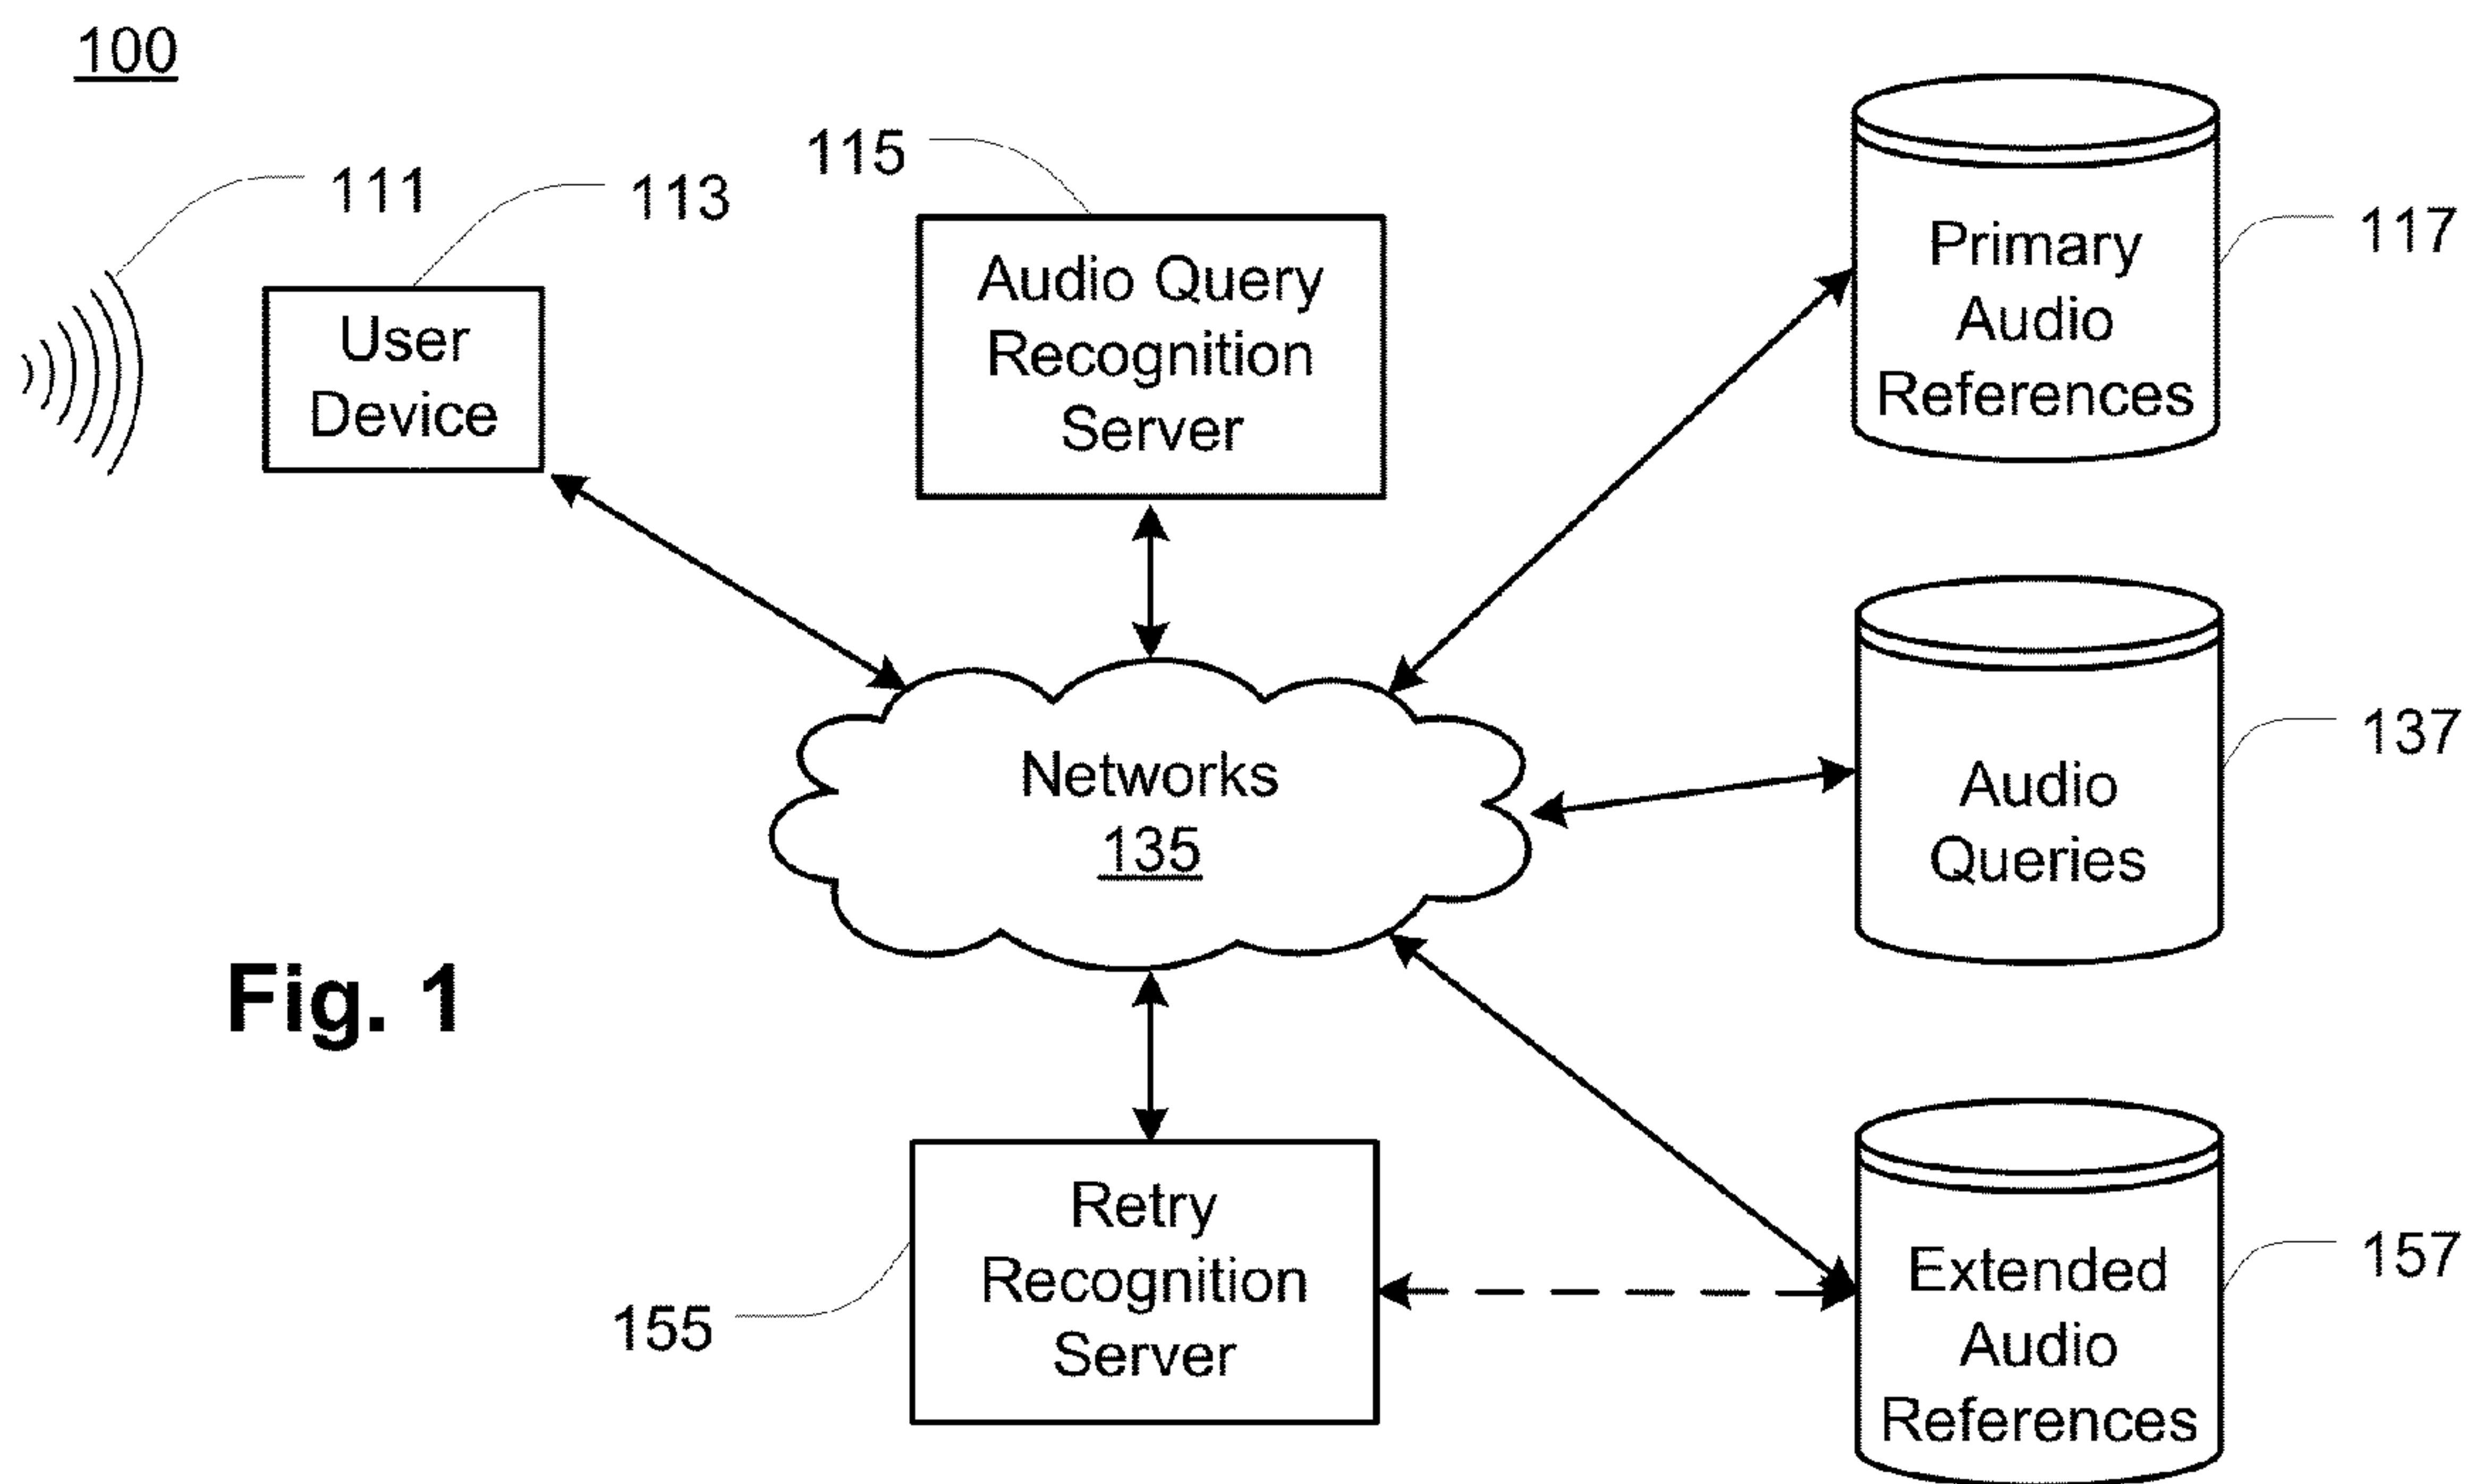 100
111
113
115
117
User
Device
Audio Query
Recognition
Server
Primary
Audio
References
Networks
135
Audio
Queries
137
Fig. 1
Retry
Recognition
Server
155
Extended
Audio
References
157